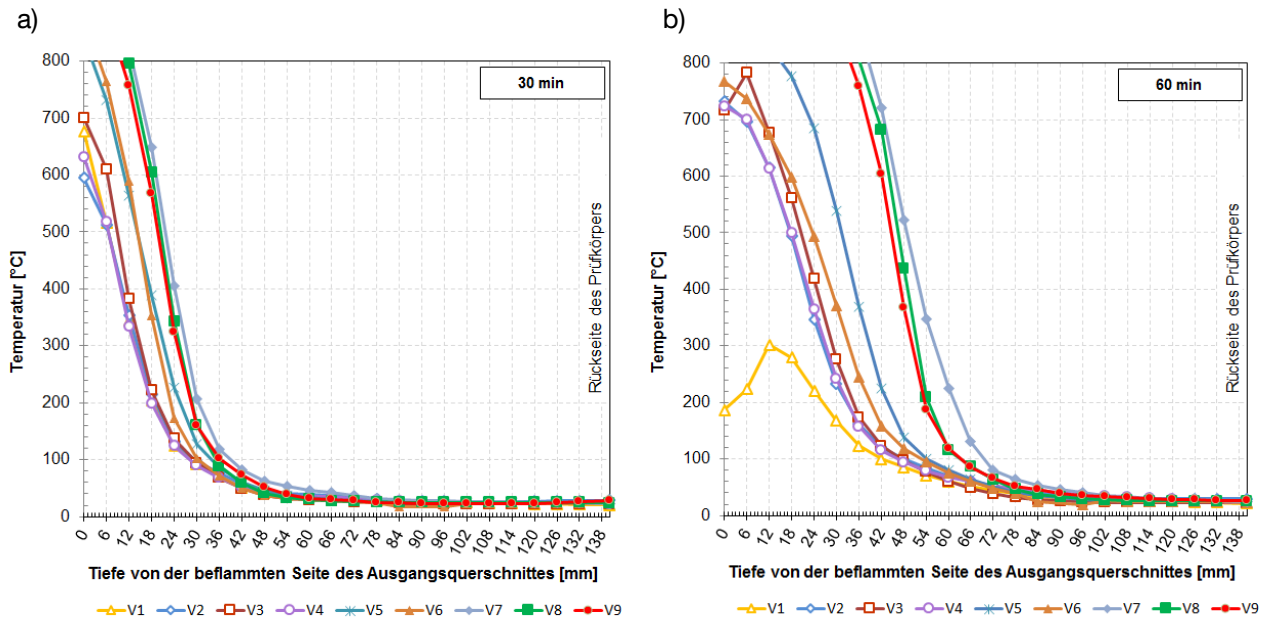 a)
800
700
600
500
400
300
200
100
0
Temperatur [°C]
30 min
Rückseite des Prüfkörpers
0 6 12 18 24 30 36 42 48 54 60 66 72 78 84 90 96 102 108 114 120 126 132 138
Tiefe von der beflammten Seite des Ausgangsquerschnittes [mm]
V1 V2 V3 V4 V5 V6 V7 V8 V9
b)
800
700
600
500
400
300
200
100
0
Temperatur [°C]
60 min
Rückseite des Prüfkörpers
0 6 12 18 24 30 36 42 48 54 60 66 72 78 84 90 96 102 108 114 120 126 132 138
Tiefe von der beflammten Seite des Ausgangsquerschnittes [mm]
V1 V2 V3 V4 V5 V6 V7 V8 V9